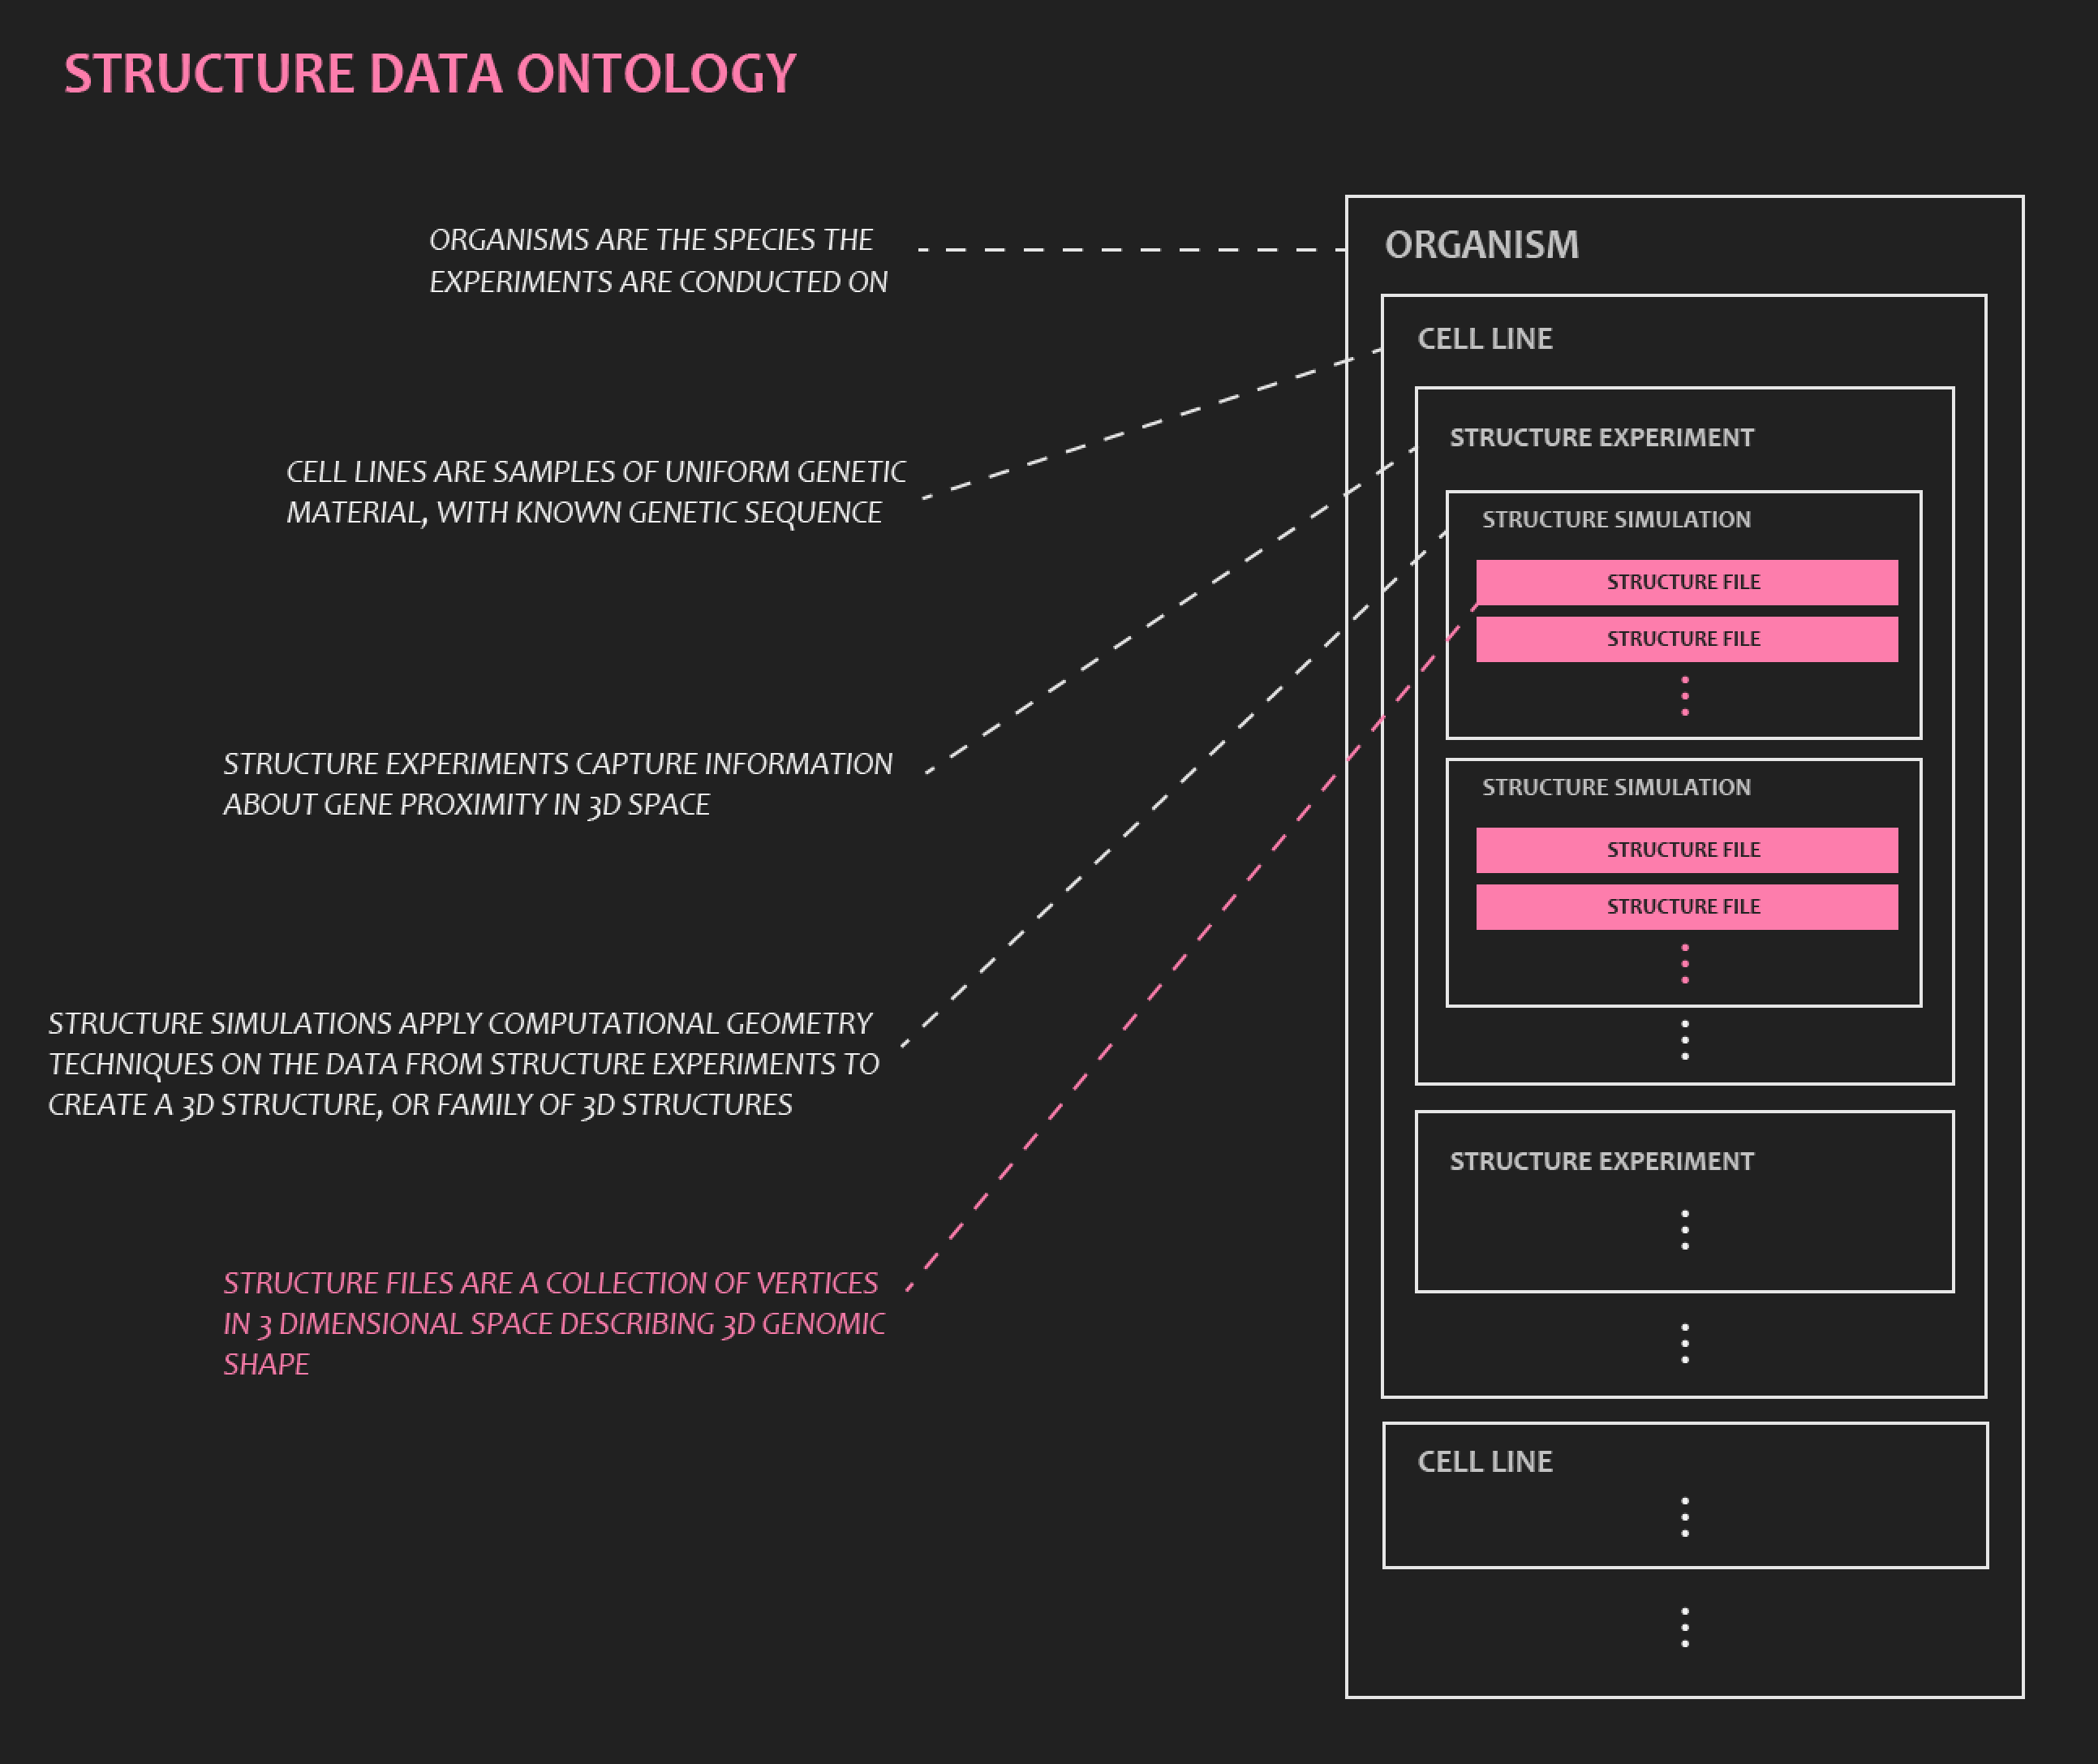 STRUCTURE DATA ONTOLOGY
ORGANISMS ARE THE SPECIES THE
EXPERIMENTS ARE CONDUCTED ON
CELL LINES ARE SAMPLES OF UNIFORM GENETIC
MATERIAL, WITH KNOWN GENETIC SEQUENCE
STRUCTURE EXPERIMENTS CAPTURE INFORMATION
ABOUT GENE PROXIMITY IN 3D SPACE
STRUCTURE SIMULATIONS APPLY COMPUTATIONAL GEOMETRY
TECHNIQUES ON THE DATA FROM STRUCTURE EXPERIMENTS TO
CREATE A 3D STRUCTURE, OR FAMILY OF 3D STRUCTURES
STRUCTURE FILES ARE A COLLECTION OF VERTICES
IN 3 DIMENSIONAL SPACE DESCRIBING 3D GENOMIC
SHAPE
ORGANISM
CELL LINE
STRUCTURE EXPERIMENT
STRUCTURE SIMULATION
STRUCTURE FILE
STRUCTURE FILE
STRUCTURE SIMULATION
STRUCTURE FILE
STRUCTURE FILE
STRUCTURE EXPERIMENT
CELL LINE